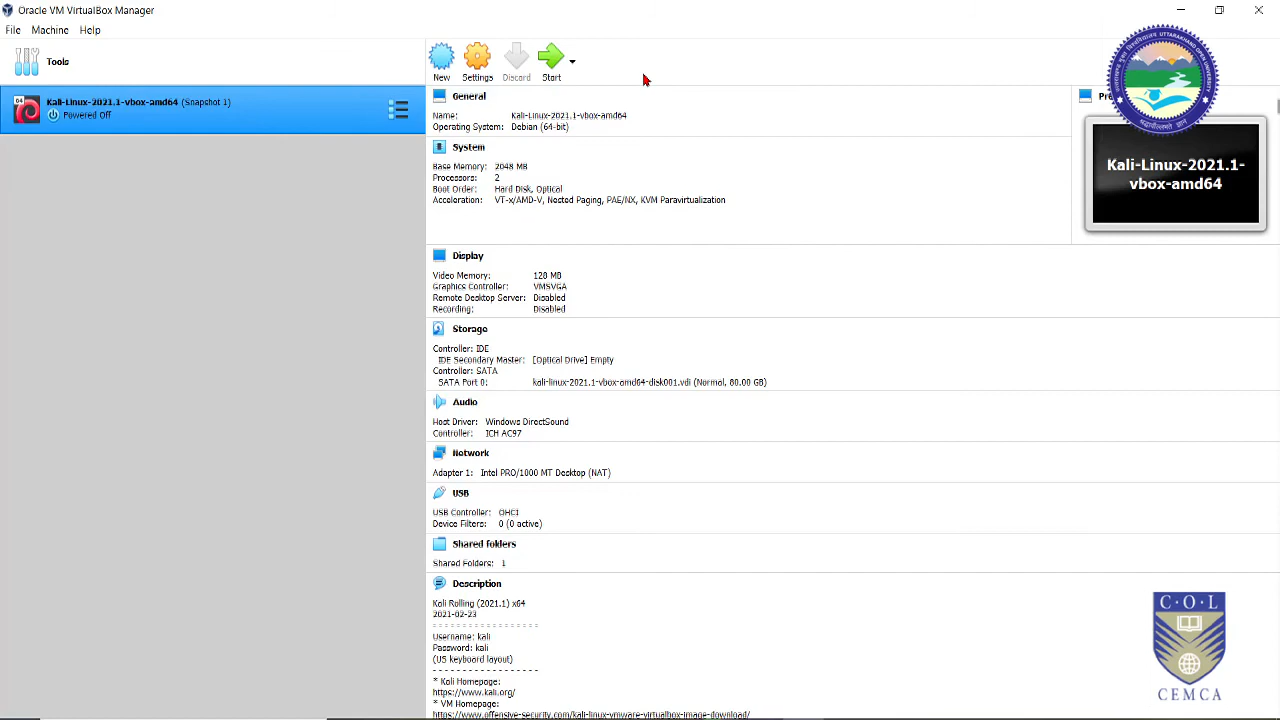 Oracle VM VirtualBox Manager
File Machine Help
Tools
New Settings Discard Start
Kali-Linux-2021.1-vbox-amd64 (Snapshot 1)
Powered Off
General
Name: Kali-Linux-2021.1-vbox-amd64
Operating System: Debian (64-bit)
System
Base Memory: 2048 MB
Processors: 2
Boot Order: Hard Disk, Optical
Acceleration: VT-x/AMD-V, Nested Paging, PAE/NX, KVM Paravirtualization
Kali-Linux-2021.1-
vbox-amd64
Display
Video Memory: 128 MB
Graphics Controller: VMSVGA
Remote Desktop Server: Disabled
Recording: Disabled
Storage
Controller: IDE
IDE Secondary Master: [Optical Drive] Empty
Controller: SATA
SATA Port 0: kali-linux-2021.1-vbox-amd64-disk001.vdi (Normal, 80.00 GB)
Audio
Host Driver: Windows DirectSound
Controller: ICH AC97
Network
Adapter 1: Intel PRO/1000 MT Desktop (NAT)
USB
USB Controller: OHCI
Device Filters: 0 (0 active)
Shared folders
Shared Folders: 1
Description
Kali Rolling (2021.1) x64
2021-02-23
- - - - - - - - - - - - - - - - - -
Username: kali
Password: kali
(US keyboard layout)
- - - - - - - - - - - - - - - - - -
* Kali Homepage:
https://www.kali.org/
* VM Homepage:
https://www.offensive-security.com/kali-linux-vmware-virtualbox-image-download/
C·O·L
CEMCA